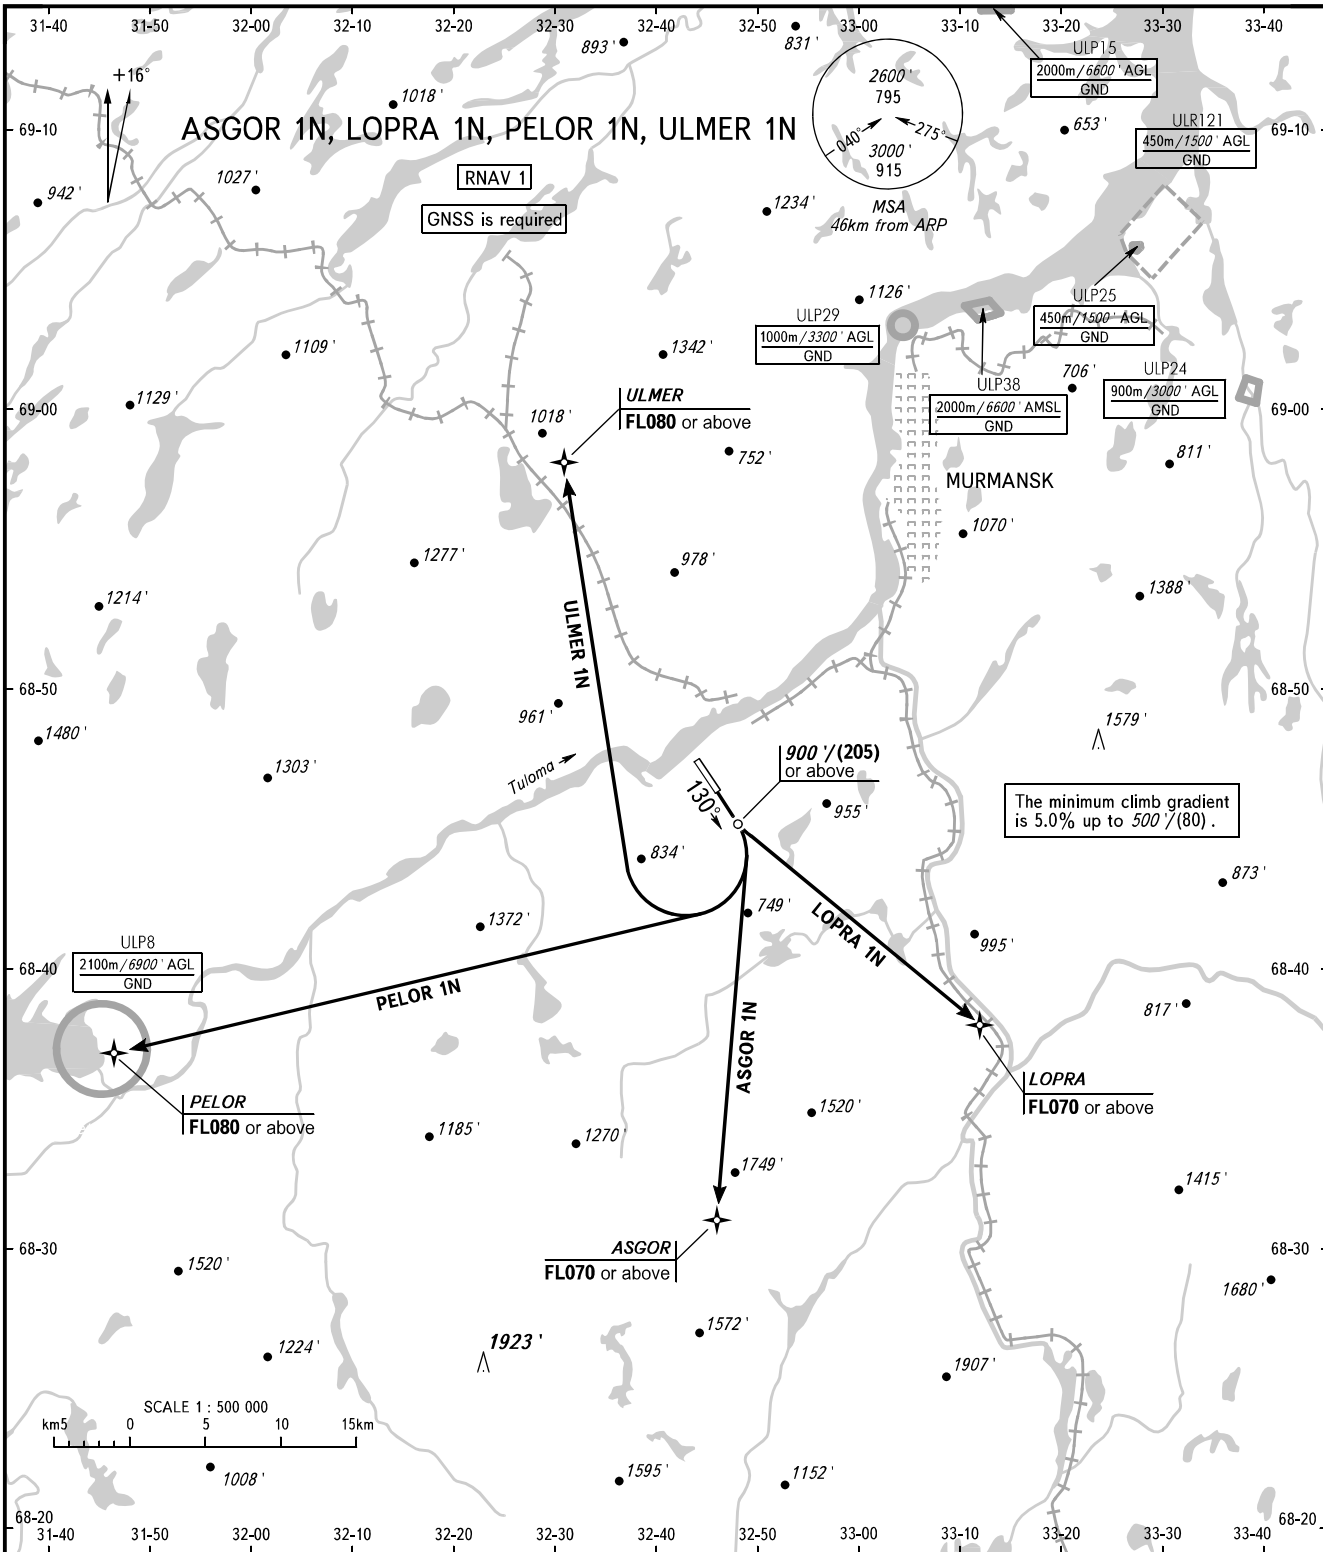 31-40 31-50 32-00 32-10 32-20 32-30 32-40 32-50 33-00 33-10 33-20 33-30 33-40
893' 831'
ULP15
2000m/6600' AGL
GND
+16°
2600'
795
040° 275°
3000'
915
MSA
46km from ARP
1018'
69-10 69-10
ASGOR 1N, LOPRA 1N, PELOR 1N, ULMER 1N
653'
ULR121
450m/1500' AGL
GND
RNAV 1
GNSS is required
942'
1027'
1234'
1126'
ULP25
450m/1500' AGL
GND
ULP29
1000m/3300' AGL
GND
1109'
1342'
706'
ULP24
900m/3000' AGL
GND
ULP38
2000m/6600' AMSL
GND
1129'
69-00 69-00
ULMER
FL080 or above
1018'
752'
811'
MURMANSK
1070'
1277'
978'
1388'
1214'
ULMER 1N
68-50 68-50
961'
1579'
1480'
1303'
Tuloma
900'/(205)
or above
130°
955'
The minimum climb gradient
is 5.0% up to 500'/(80).
834'
873'
749'
1372'
LOPRA 1N
995'
ULP8
2100m/6900' AGL
GND
68-40 68-40
PELOR 1N
817'
ASGOR 1N
PELOR
FL080 or above
LOPRA
FL070 or above
1185'
1270'
1520'
1749'
1415'
ASGOR
FL070 or above
68-30 68-30
1520'
1680'
1572'
1923'
1224'
1907'
SCALE 1 : 500 000
km5 0 5 10 15km
1008'
1595'
1152'
68-20 68-20
31-40 31-50 32-00 32-10 32-20 32-30 32-40 32-50 33-00 33-10 33-20 33-30 33-40